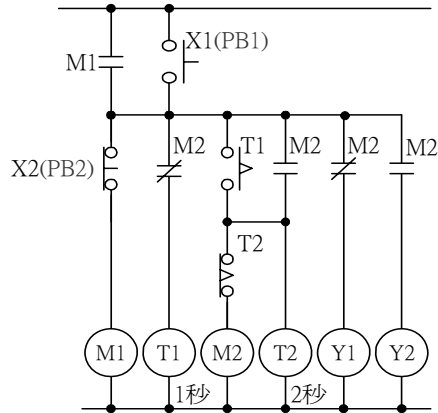 X1(PB1)
M1
M2 T1 M2 M2 M2
X2(PB2)
T2
M1 T1 M2 T2 Y1 Y2
1秒 2秒